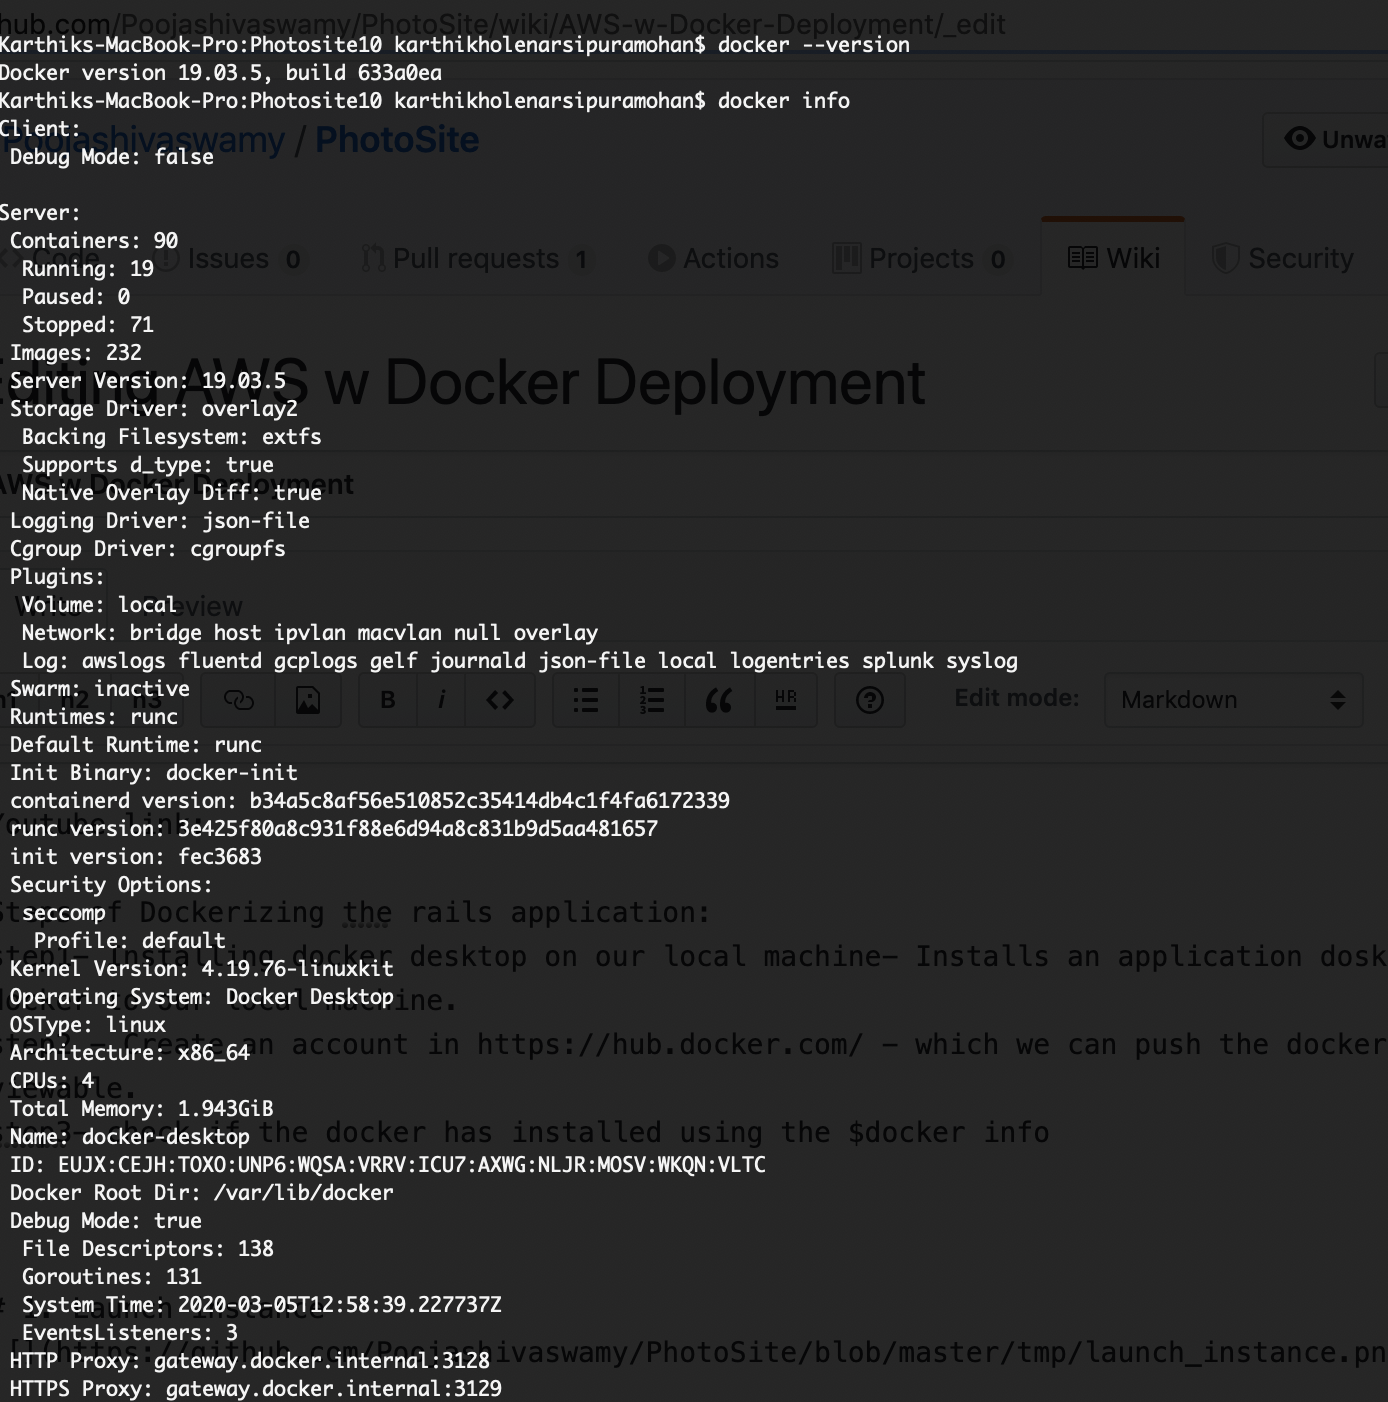 hub.com/Poojashivaswamy/PhotoSite/wiki/AWS-w-Docker-Deployment/_edit
Karthiks-MacBook-Pro:Photosite10 karthikholenarsipuramohan$ docker --version
Docker version 19.03.5, build 633a0ea
Karthiks-MacBook-Pro:Photosite10 karthikholenarsipuramohan$ docker info
Client:
Poojashivaswamy / PhotoSite
Unwa
Debug Mode: false
Server:
Containers: 90
Code Issues 0 Pull requests 1 Actions Projects 0 Wiki Security
Running: 19
Paused: 0
Stopped: 71
Images: 232
Editing AWS w Docker Deployment
Server Version: 19.03.5
Storage Driver: overlay2
Backing Filesystem: extfs
Supports d_type: true
AWS w Docker Deployment
Native Overlay Diff: true
Logging Driver: json-file
Cgroup Driver: cgroupfs
Plugins:
Volume: local
Preview
Network: bridge host ipvlan macvlan null overlay
Log: awslogs fluentd gcplogs gelf journald json-file local logentries splunk syslog
Swarm: inactive
h1 h2 h3 B i <> HR Edit mode: Markdown
Runtimes: runc
Default Runtime: runc
Init Binary: docker-init
containerd version: b34a5c8af56e510852c35414db4c1f4fa6172339
runc version: 3e425f80a8c931f88e6d94a8c831b9d5aa481657
init version: fec3683
Security Options:
seccomp
of Dockerizing the rails application:
Profile: default
step1- Installing docker desktop on our local machine- Installs an application dosk
Kernel Version: 4.19.76-linuxkit
Operating System: Docker Desktop
docker to our local machine.
OSType: linux
Create an account in https://hub.docker.com/ - which we can push the docker
Architecture: x86_64
CPUs: 4
viewable.
Total Memory: 1.943GiB
step3- check if the docker has installed using the $docker info
Name: docker-desktop
ID: EUJX:CEJH:TOXO:UNP6:WQSA:VRRV:ICU7:AXWG:NLJR:MOSV:WKQN:VLTC
Docker Root Dir: /var/lib/docker
Debug Mode: true
File Descriptors: 138
Goroutines: 131
System Time: 2020-03-05T12:58:39.227737Z
Launch instance
EventsListeners: 3
[](https://github.com/Poojashivaswamy/PhotoSite/blob/master/tmp/launch_instance.pn
HTTP Proxy: gateway.docker.internal:3128
HTTPS Proxy: gateway.docker.internal:3129